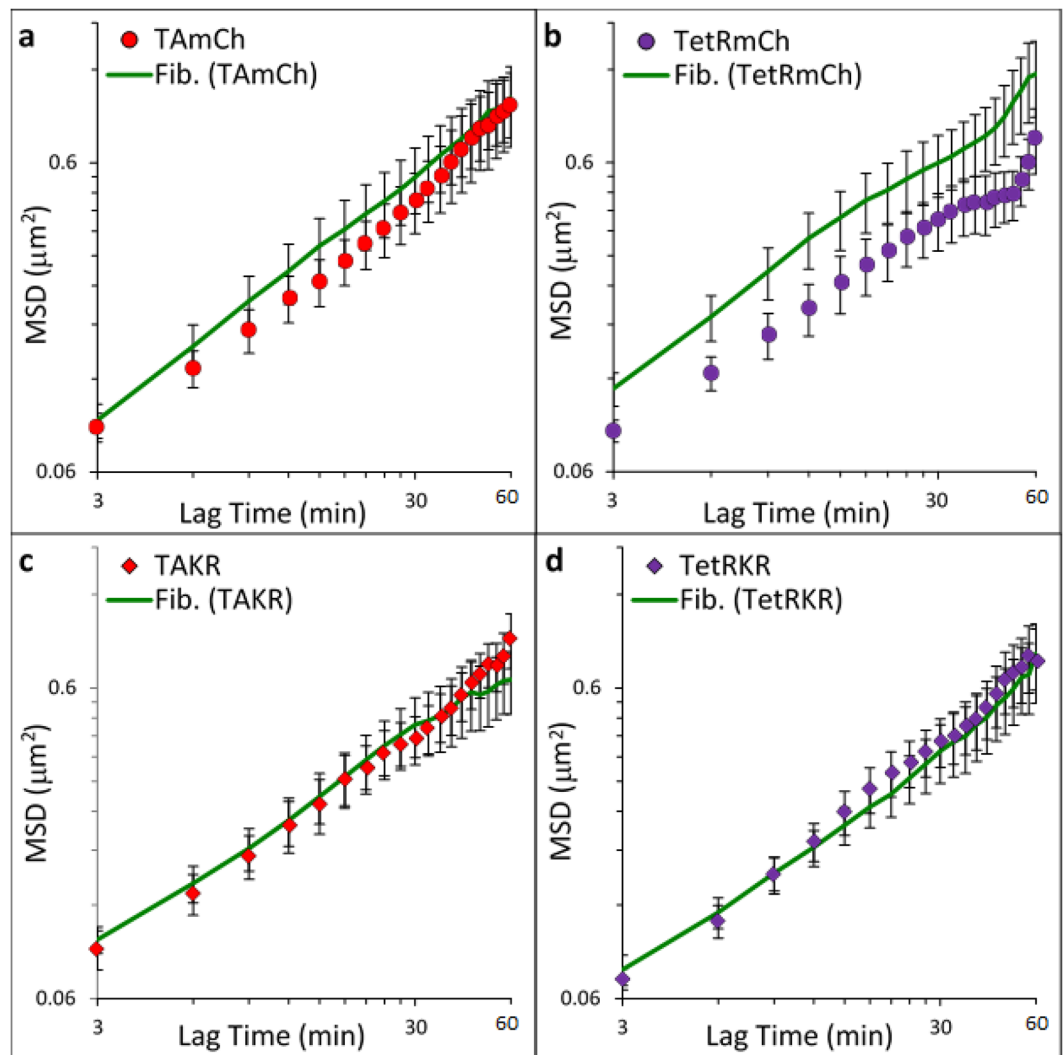 a
TAmCh
Fib. (TAmCh)
MSD (μm²)
0.6
0.06
3
30
60
Lag Time (min)
b
TetRmCh
Fib. (TetRmCh)
MSD (μm²)
0.6
0.06
3
30
60
Lag Time (min)
c
TAKR
Fib. (TAKR)
MSD (μm²)
0.6
0.06
3
30
60
Lag Time (min)
d
TetRKR
Fib. (TetRKR)
MSD (μm²)
0.6
0.06
3
30
60
Lag Time (min)